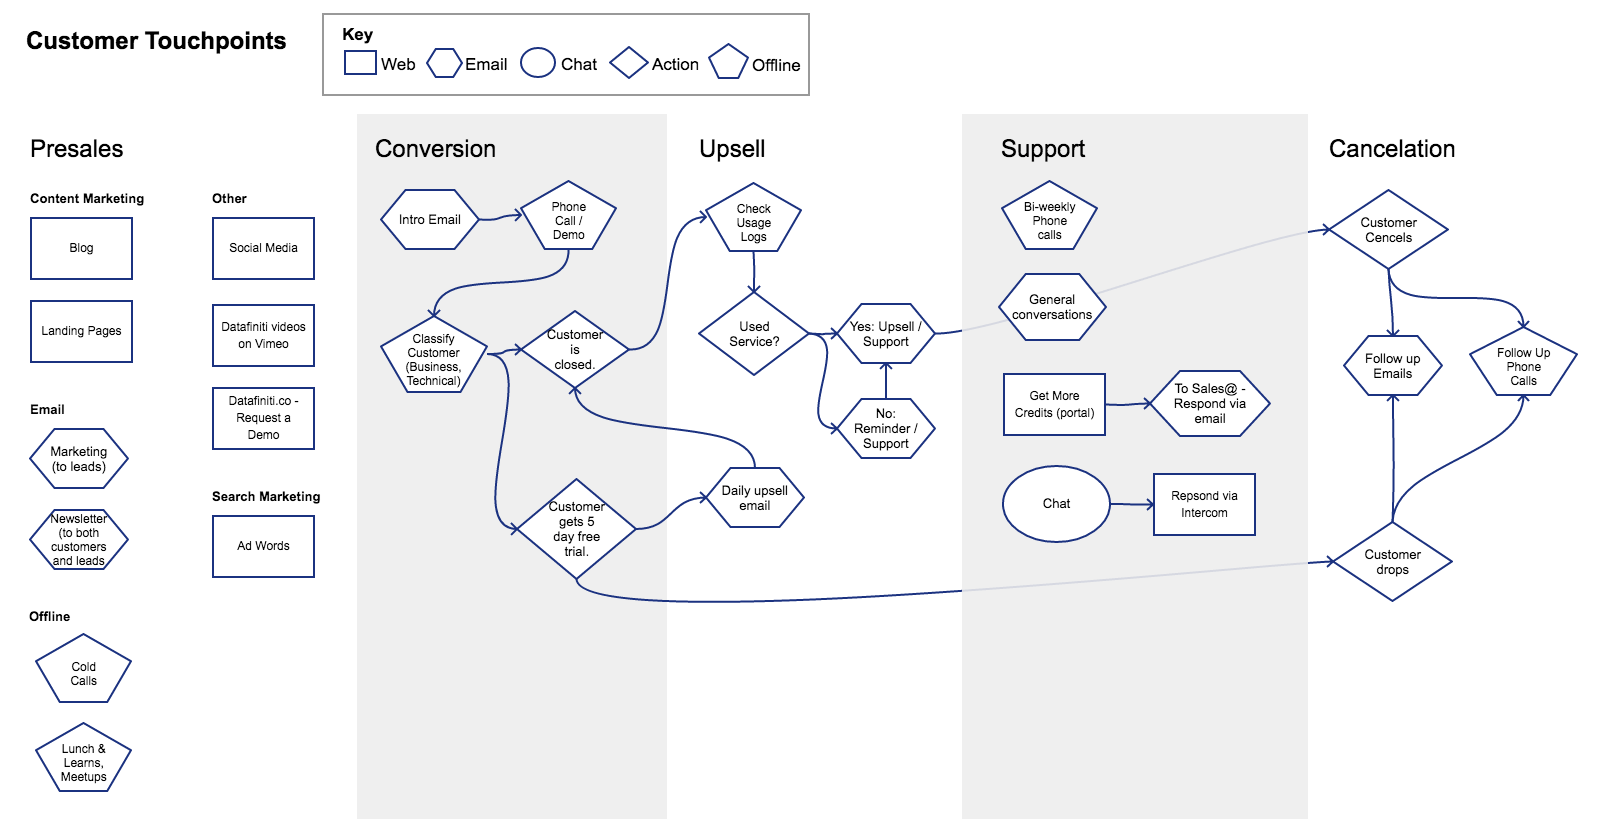 Customer Touchpoints
Key
Web
Email
Chat
Action
Offline
Presales
Content Marketing
Blog
Landing Pages
Email
Marketing
(to leads)
Newsletter
(to both
customers
and leads
Offline
Cold
Calls
Lunch &
Learns,
Meetups
Other
Social Media
Datafiniti videos
on Vimeo
Datafiniti.co -
Request a
Demo
Search Marketing
Ad Words
Conversion
Intro Email
Phone
Call /
Demo
Classify
Customer
(Business,
Technical)
Customer
is
closed.
Customer
gets 5
day free
trial.
Upsell
Check
Usage
Logs
Used
Service?
Yes: Upsell /
Support
No:
Reminder /
Support
Daily upsell
email
Support
Bi-weekly
Phone
calls
General
conversations
Get More
Credits (portal)
To Sales@ -
Respond via
email
Chat
Repsond via
Intercom
Cancelation
Customer
Cencels
Follow up
Emails
Follow Up
Phone
Calls
Customer
drops